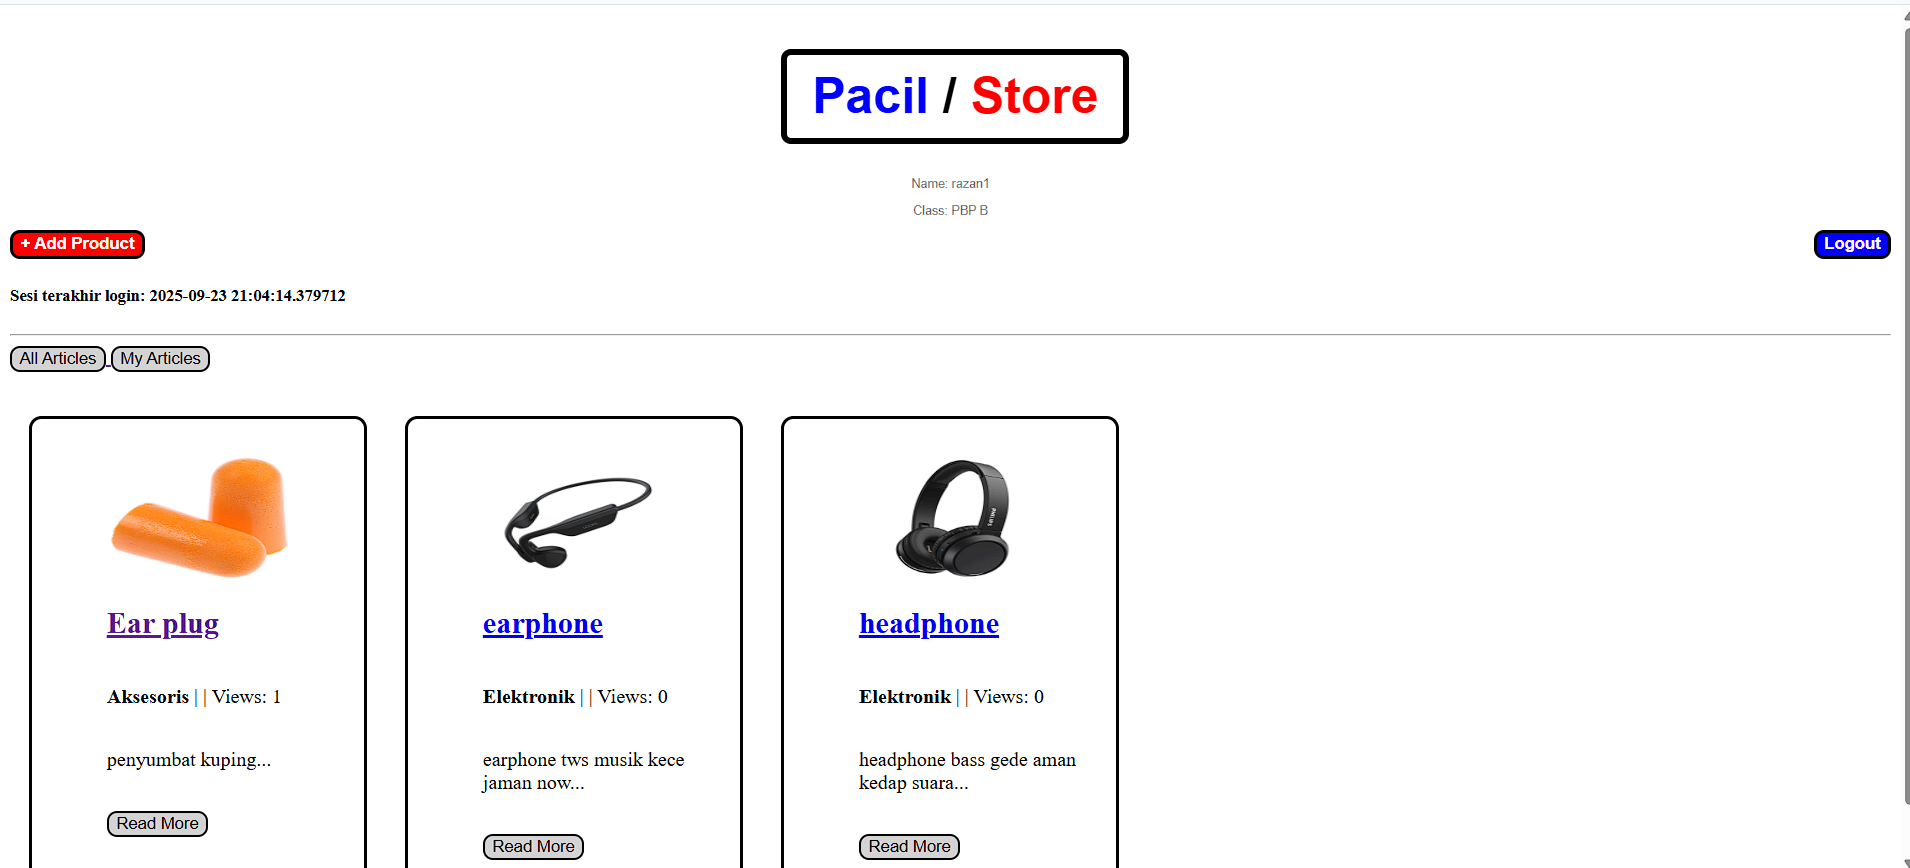 Pacil / Store
Name: razan1
Class: PBP B
+ Add Product
Logout
Sesi terakhir login: 2025-09-23 21:04:14.379712
All Articles My Articles
Ear plug
Aksesoris | | Views: 1
penyumbat kuping...
Read More
earphone
Elektronik | | Views: 0
earphone tws musik kece
jaman now...
Read More
PHILIPS
headphone
Elektronik | | Views: 0
headphone bass gede aman
kedap suara...
Read More